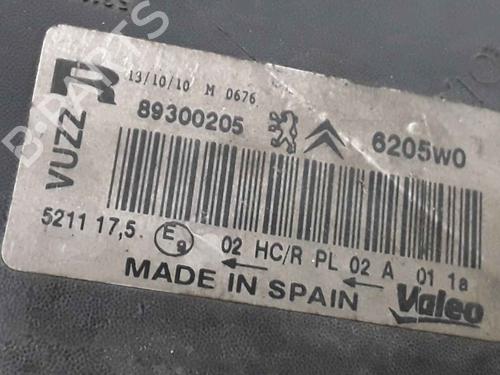 13/10/10 M 0676
VUZZ
89300205
6205W0
5211 17,5 E9 02 HC/R PL 02 A 01 1a
MADE IN SPAIN
Valeo
B-PARTS